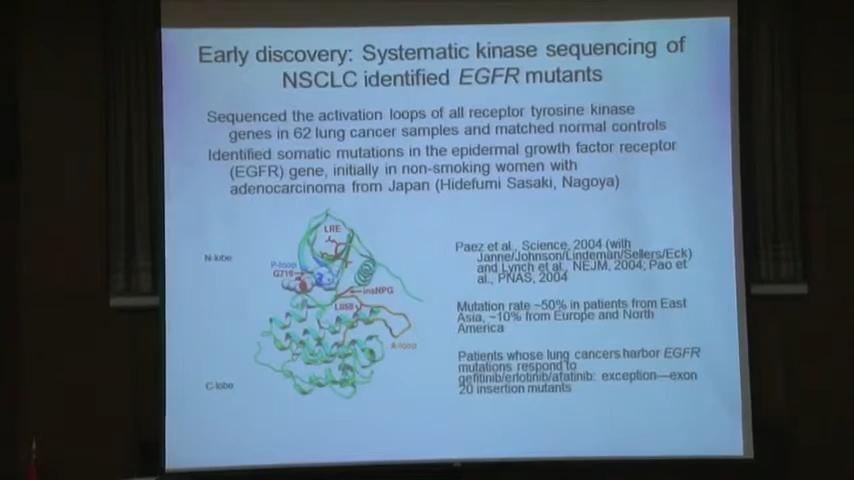 Early discovery: Systematic kinase sequencing of
NSCLC identified EGFR mutants
Sequenced the activation loops of all receptor tyrosine kinase
genes in 62 lung cancer samples and matched normal controls
Identified somatic mutations in the epidermal growth factor receptor
(EGFR) gene, initially in non-smoking women with
adenocarcinoma from Japan (Hidefumi Sasaki, Nagoya)
LRE
N-lobe
P-loop
G719
insNPG
L858
A-loop
C-lobe
Paez et al., Science, 2004 (with
Janne/Johnson/Lindeman/Sellers/Eck)
and Lynch et al., NEJM, 2004; Pao et
al., PNAS, 2004
Mutation rate ~50% in patients from East
Asia, ~10% from Europe and North
America
Patients whose lung cancers harbor EGFR
mutations respond to
gefitinib/erlotinib/afatinib: exception—exon
20 insertion mutants